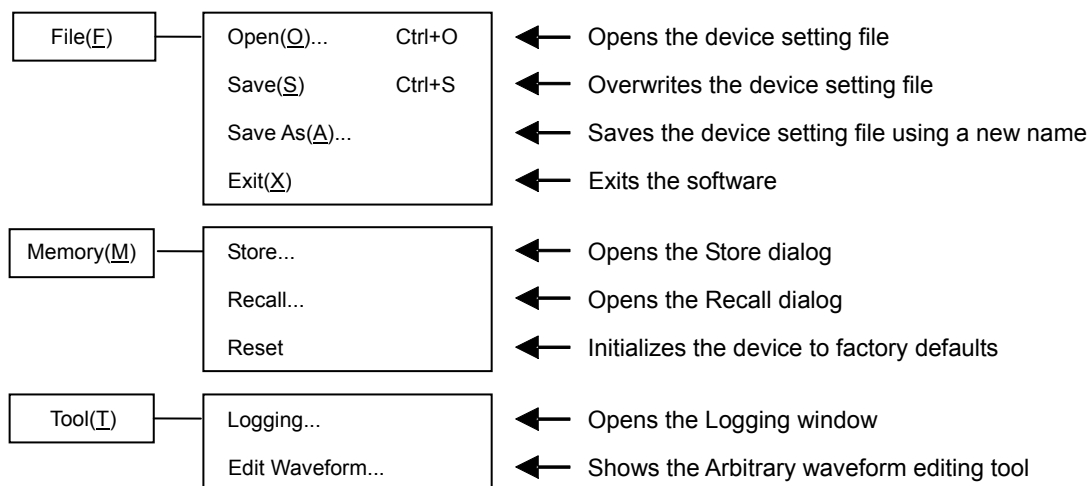 File(F) Open(O)... Ctrl+O Opens the device setting file
Save(S) Ctrl+S Overwrites the device setting file
Save As(A)... Saves the device setting file using a new name
Exit(X) Exits the software
Memory(M) Store... Opens the Store dialog
Recall... Opens the Recall dialog
Reset Initializes the device to factory defaults
Tool(T) Logging... Opens the Logging window
Edit Waveform... Shows the Arbitrary waveform editing tool